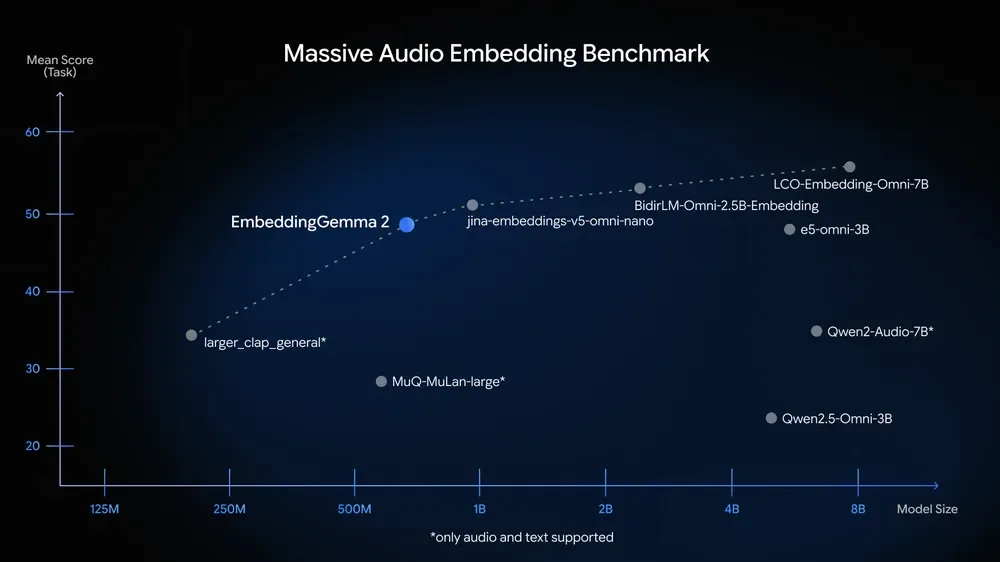 Massive Audio Embedding Benchmark
Mean Score
(Task)
60
50
40
30
20
LCO-Embedding-Omni-7B
BidirLM-Omni-2.5B-Embedding
EmbeddingGemma 2
jina-embeddings-v5-omni-nano
e5-omni-3B
Qwen2-Audio-7B*
larger_clap_general*
MuQ-MuLan-large*
Qwen2.5-Omni-3B
125M
250M
500M
1B
2B
4B
8B
Model Size
*only audio and text supported